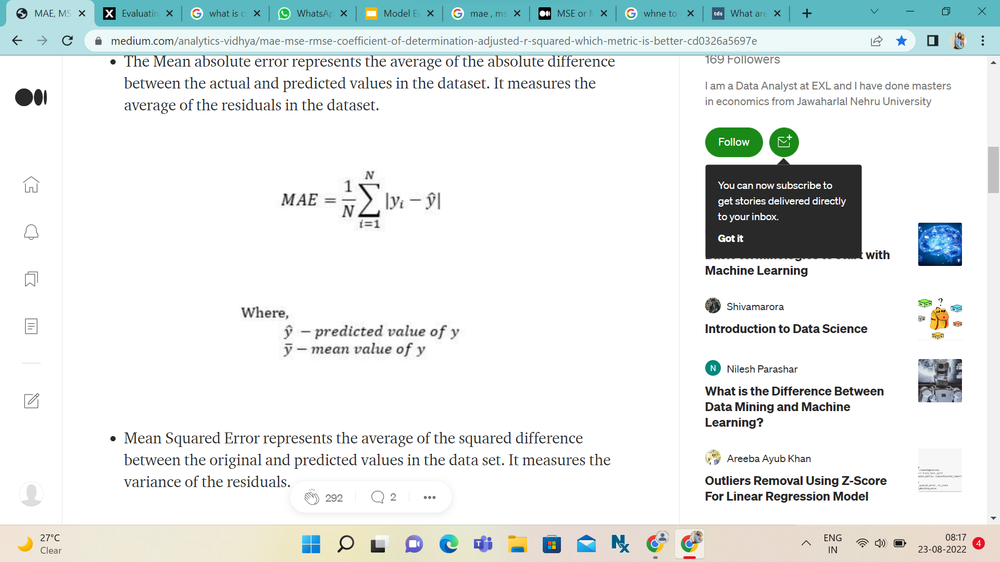 MAE, MS
Evaluatin
what is c
WhatsAp
Model Ev
mae , ms
MSE or M
whne to
tds What are
medium.com/analytics-vidhya/mae-mse-rmse-coefficient-of-determination-adjusted-r-squared-which-metric-is-better-cd0326a5697e
• The Mean absolute error represents the average of the absolute difference
between the actual and predicted values in the dataset. It measures the
average of the residuals in the dataset.
MAE = 1/N ∑ i=1 N |yi − ŷ|
Where,
ŷ − predicted value of y
ȳ − mean value of y
• Mean Squared Error represents the average of the squared difference
between the original and predicted values in the data set. It measures the
variance of the residuals.
292
2
169 Followers
I am a Data Analyst at EXL and I have done masters
in economics from Jawaharlal Nehru University
Follow
You can now subscribe to
get stories delivered directly
to your inbox.
Got it
with
Machine Learning
Shivamarora
Introduction to Data Science
?
15 KG
N Nilesh Parashar
What is the Difference Between
Data Mining and Machine
Learning?
Areeba Ayub Khan
Outliers Removal Using Z-Score
For Linear Regression Model
27°C
Clear
ENG
IN
08:17
23-08-2022
4